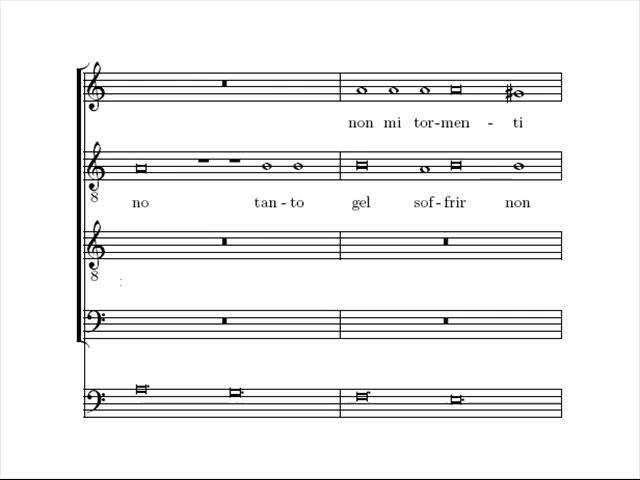 non mi tor-men - ti
no tan - to gel sof - frir non